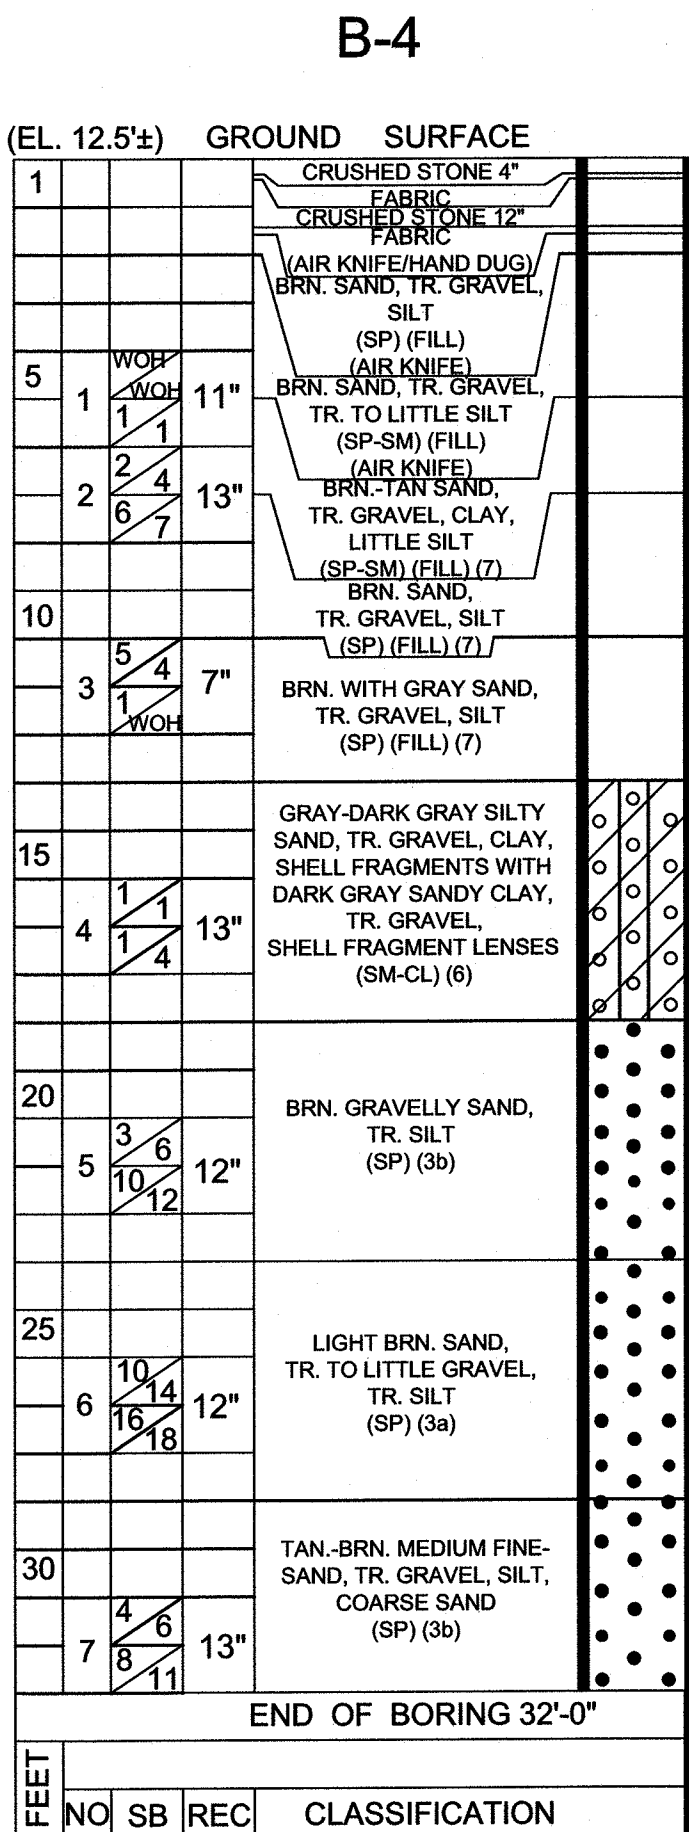 B-4
(EL. 12.5'±) GROUND SURFACE
1
CRUSHED STONE 4"
FABRIC
CRUSHED STONE 12"
FABRIC
(AIR KNIFE/HAND DUG)
BRN. SAND, TR. GRAVEL,
SILT
(SP) (FILL)
(AIR KNIFE)
5
1
WOH
WOH
1
1
11"
BRN. SAND, TR. GRAVEL,
TR. TO LITTLE SILT
(SP-SM) (FILL)
(AIR KNIFE)
2
2
4
6
7
13"
BRN.-TAN SAND,
TR. GRAVEL, CLAY,
LITTLE SILT
(SP-SM) (FILL) (7)
10
BRN. SAND,
TR. GRAVEL, SILT
(SP) (FILL) (7)
3
5
4
1
WOH
7"
BRN. WITH GRAY SAND,
TR. GRAVEL, SILT
(SP) (FILL) (7)
15
GRAY-DARK GRAY SILTY
SAND, TR. GRAVEL, CLAY,
SHELL FRAGMENTS WITH
DARK GRAY SANDY CLAY,
TR. GRAVEL,
SHELL FRAGMENT LENSES
(SM-CL) (6)
4
1
1
1
4
13"
20
BRN. GRAVELLY SAND,
TR. SILT
(SP) (3b)
5
3
6
10
12
12"
25
LIGHT BRN. SAND,
TR. TO LITTLE GRAVEL,
TR. SILT
(SP) (3a)
6
10
14
16
18
12"
30
TAN.-BRN. MEDIUM FINE-
SAND, TR. GRAVEL, SILT,
COARSE SAND
(SP) (3b)
7
4
6
8
11
13"
END OF BORING 32'-0"
FEET
NO SB REC CLASSIFICATION